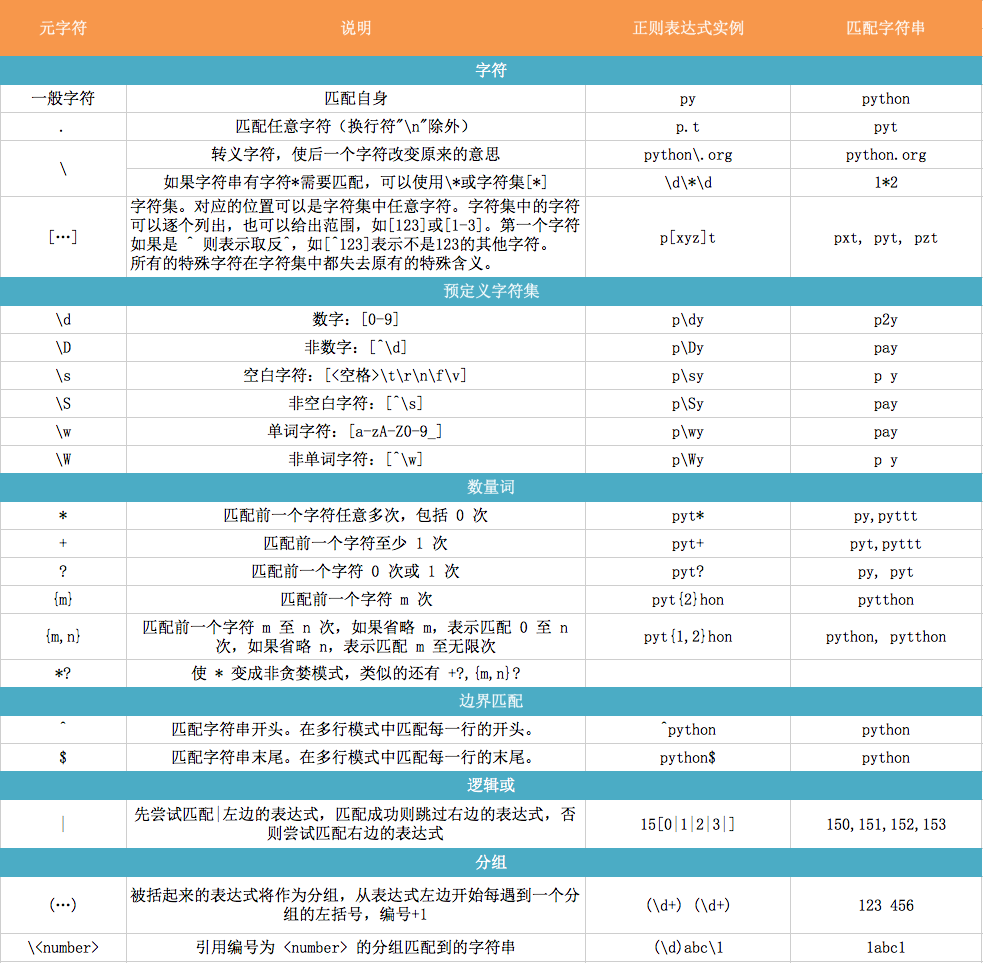 元字符 说明 正则表达式实例 匹配字符串
字符
一般字符 匹配自身 py python
. 匹配任意字符（换行符"\n"除外） p.t pyt
\ 转义字符，使后一个字符改变原来的意思 python\.org python.org
如果字符串有字符*需要匹配，可以使用\*或字符集[*] \d\*\d 1*2
[…] 字符集。对应的位置可以是字符集中任意字符。字符集中的字符
可以逐个列出，也可以给出范围，如[123]或[1-3]。第一个字符
如果是 ^ 则表示取反^，如[^123]表示不是123的其他字符。
所有的特殊字符在字符集中都失去原有的特殊含义。 p[xyz]t pxt, pyt, pzt
预定义字符集
\d 数字：[0-9] p\dy p2y
\D 非数字：[^\d] p\Dy pay
\s 空白字符：[<空格>\t\r\n\f\v] p\sy p y
\S 非空白字符：[^\s] p\Sy pay
\w 单词字符：[a-zA-Z0-9_] p\wy pay
\W 非单词字符：[^\w] p\Wy p y
数量词
* 匹配前一个字符任意多次，包括 0 次 pyt* py,pyttt
+ 匹配前一个字符至少 1 次 pyt+ pyt,pyttt
? 匹配前一个字符 0 次或 1 次 pyt? py, pyt
{m} 匹配前一个字符 m 次 pyt{2}hon pytthon
{m,n} 匹配前一个字符 m 至 n 次，如果省略 m，表示匹配 0 至 n
次，如果省略 n，表示匹配 m 至无限次 pyt{1,2}hon python, pytthon
*? 使 * 变成非贪婪模式，类似的还有 +?,{m,n}?
边界匹配
^ 匹配字符串开头。在多行模式中匹配每一行的开头。 ^python python
$ 匹配字符串末尾。在多行模式中匹配每一行的末尾。 python$ python
逻辑或
| 先尝试匹配|左边的表达式，匹配成功则跳过右边的表达式，否
则尝试匹配右边的表达式 15[0|1|2|3|] 150,151,152,153
分组
(…) 被括起来的表达式将作为分组，从表达式左边开始每遇到一个分
组的左括号，编号+1 (\d+) (\d+) 123 456
\<number> 引用编号为 <number> 的分组匹配到的字符串 (\d)abc\1 1abc1